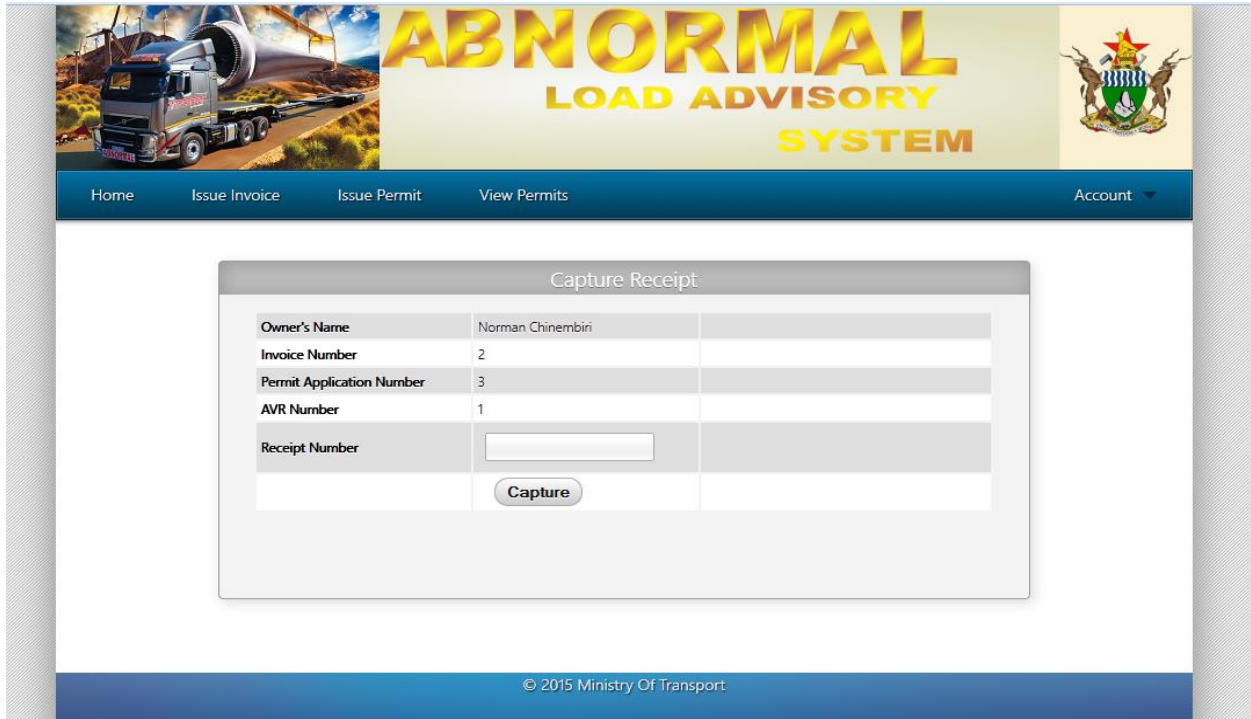 ABNORMAL
LOAD ADVISORY
SYSTEM
ABNORMAL
Home Issue Invoice Issue Permit View Permits Account
Capture Receipt
Owner's Name Norman Chinembiri
Invoice Number 2
Permit Application Number 3
AVR Number 1
Receipt Number
Capture
© 2015 Ministry Of Transport